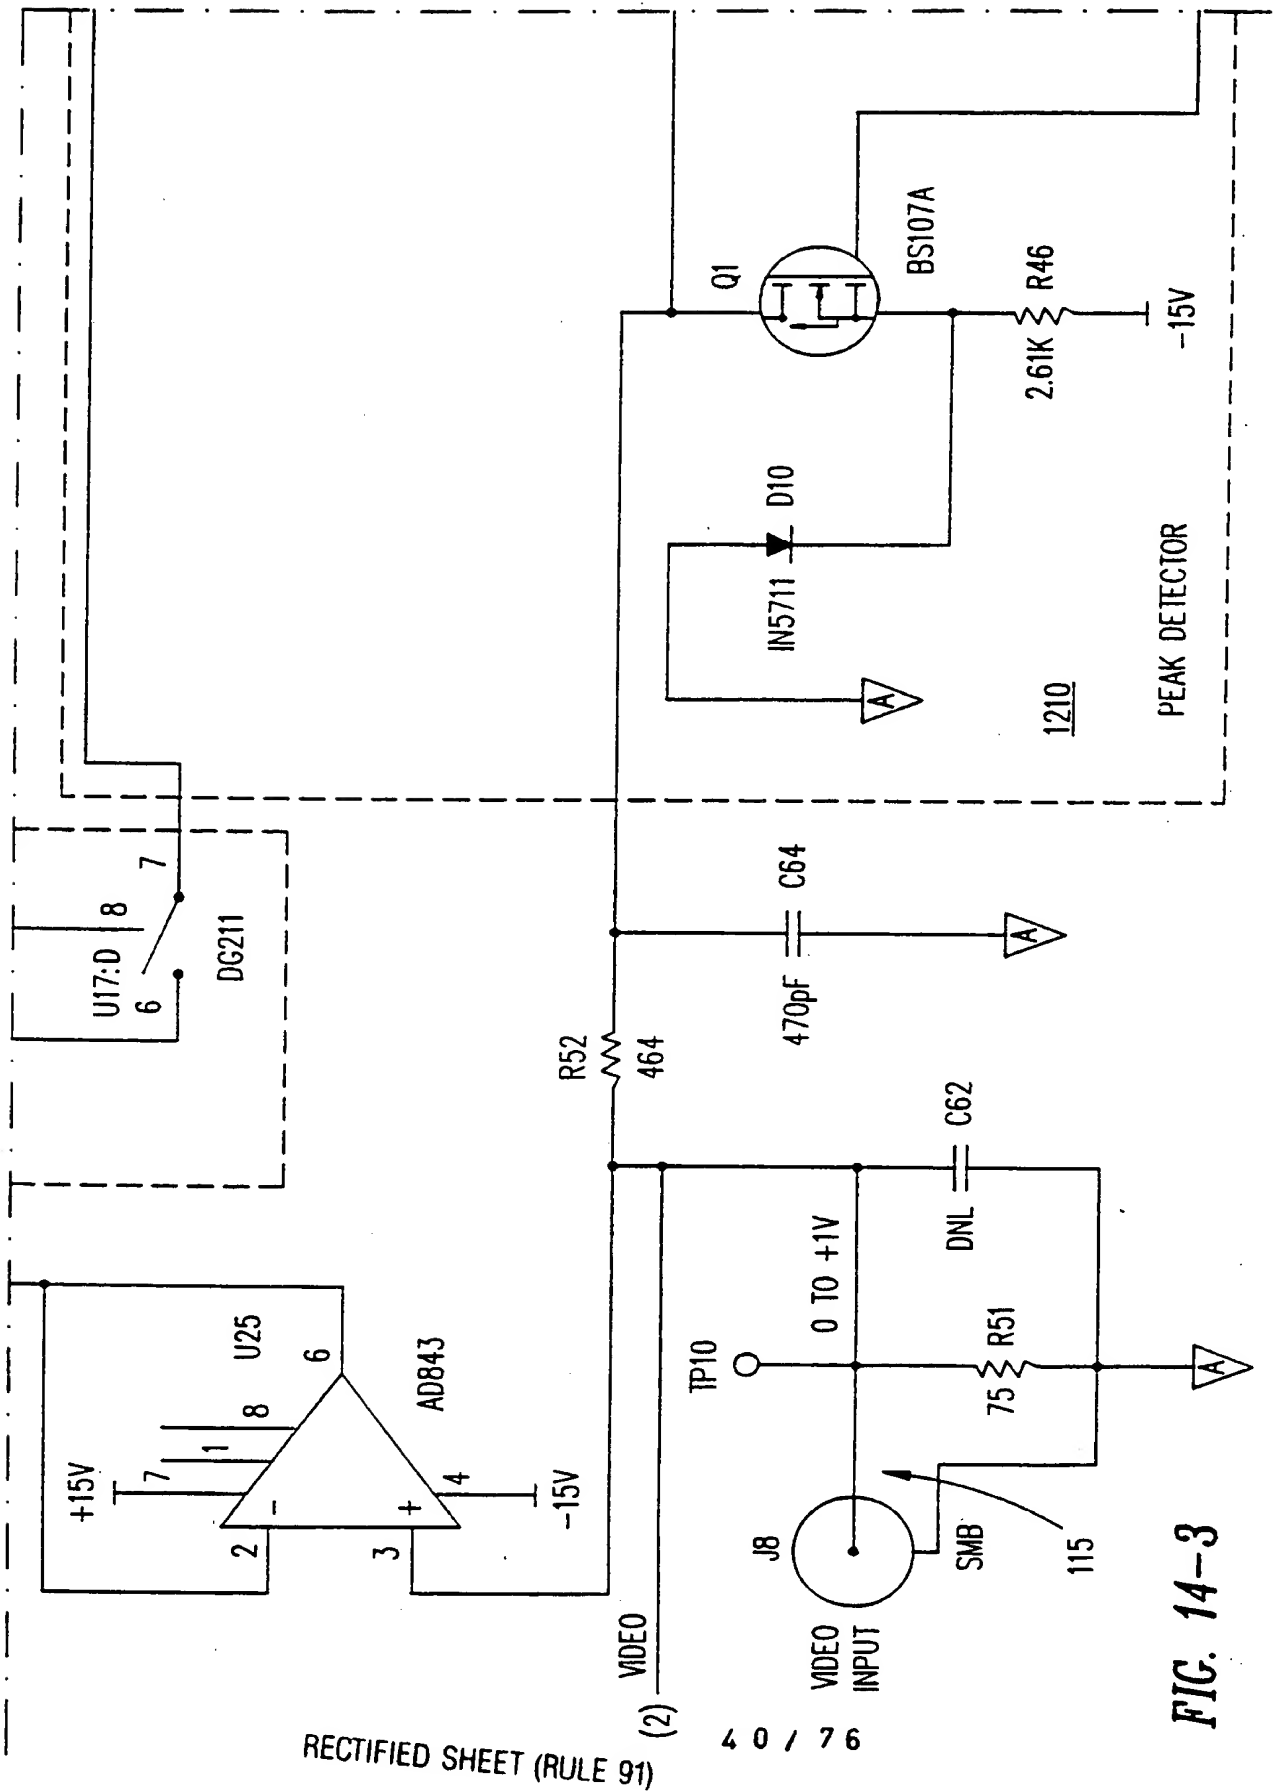 +15V
7
1
8
U25
2
-
6
3
+
4
AD843
-15V
U17:D
8
7
6
DG211
VIDEO
(2)
R52
464
TP10
J8
VIDEO
INPUT
0 TO +1V
SMB
115
75
R51
DNL
C62
470pF
C64
A
A
A
IN5711
D10
Q1
BS107A
2.61K
R46
-15V
1210
PEAK DETECTOR
FIG. 14-3
40/76
RECTIFIED SHEET (RULE 91)